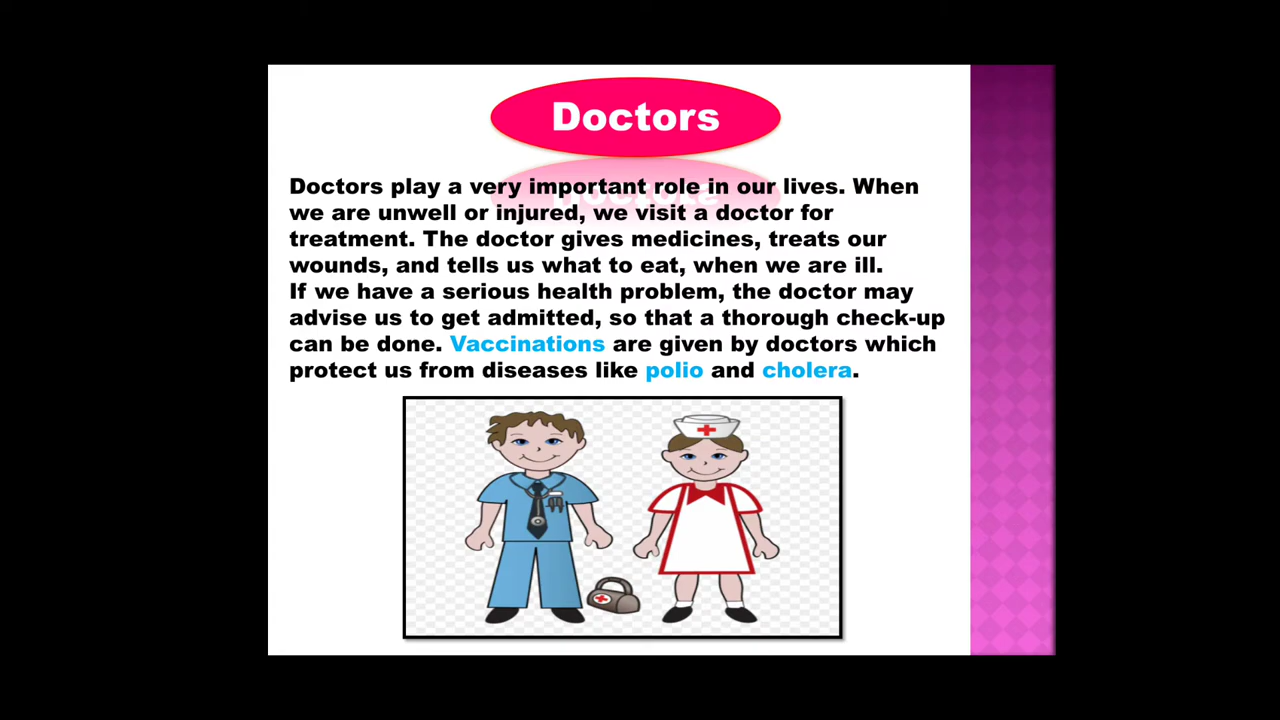 Doctors
Doctors play a very important role in our lives. When
we are unwell or injured, we visit a doctor for
treatment. The doctor gives medicines, treats our
wounds, and tells us what to eat, when we are ill.
If we have a serious health problem, the doctor may
advise us to get admitted, so that a thorough check-up
can be done. Vaccinations are given by doctors which
protect us from diseases like polio and cholera.